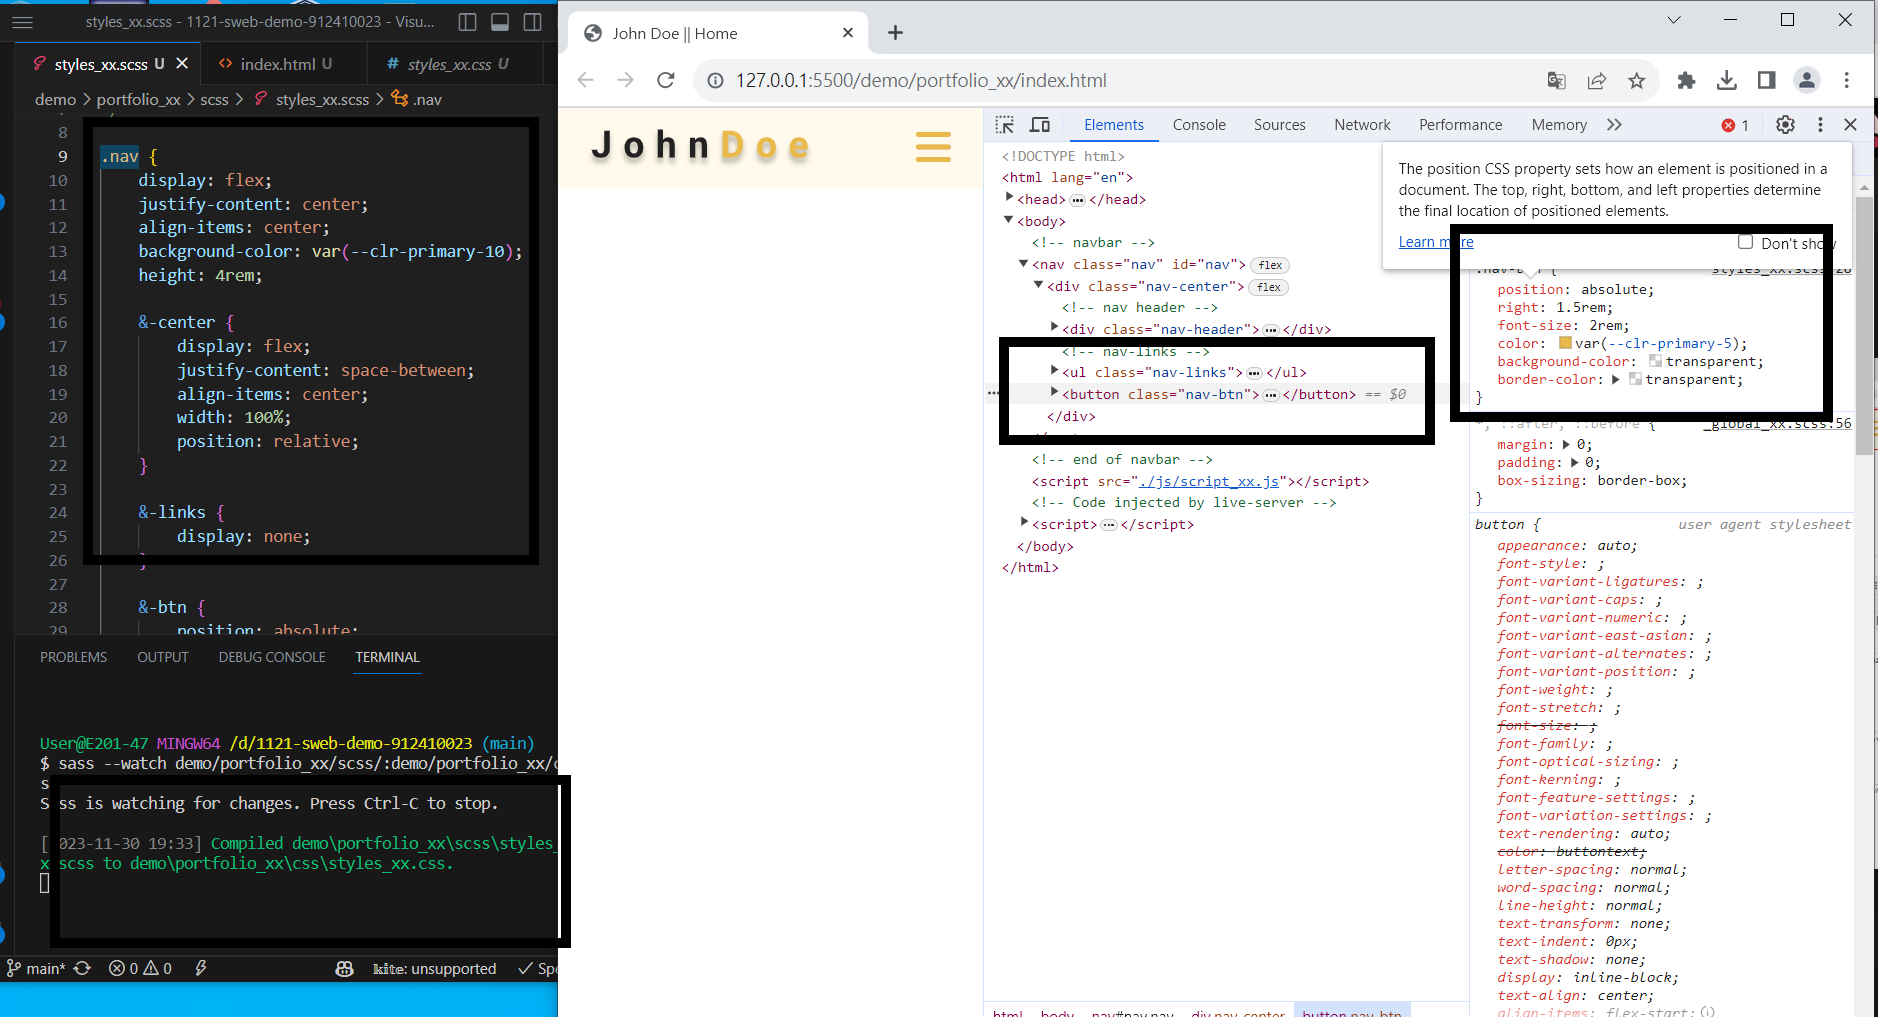 styles_xx.scss - 1121-sweb-demo-912410023 - Visu...
styles_xx.scss U
index.html U
styles_xx.css U
demo > portfolio_xx > scss > styles_xx.scss > .nav
8
9 .nav {
10 display: flex;
11 justify-content: center;
12 align-items: center;
13 background-color: var(--clr-primary-10);
14 height: 4rem;
15
16 &-center {
17 display: flex;
18 justify-content: space-between;
19 align-items: center;
20 width: 100%;
21 position: relative;
22 }
23
24 &-links {
25 display: none;
26 }
27
28 &-btn {
29 position: absolute;
PROBLEMS OUTPUT DEBUG CONSOLE TERMINAL
User@E201-47 MINGW64 /d/1121-sweb-demo-912410023 (main)
$ sass --watch demo/portfolio_xx/scss/:demo/portfolio_xx/c
s
Sass is watching for changes. Press Ctrl-C to stop.
[2023-11-30 19:33] Compiled demo\portfolio_xx\scss\styles_
x.scss to demo\portfolio_xx\css\styles_xx.css.
main* 0 0 kite: unsupported Spe
John Doe || Home
127.0.0.1:5500/demo/portfolio_xx/index.html
JohnDoe
Elements Console Sources Network Performance Memory 1
<!DOCTYPE html>
<html lang="en">
<head> </head>
<body>
<!-- navbar -->
<nav class="nav" id="nav"> flex
<div class="nav-center"> flex
<!-- nav header -->
<div class="nav-header"> </div>
<!-- nav-links -->
<ul class="nav-links"> </ul>
<button class="nav-btn"> </button> == $0
</div>
<!-- end of navbar -->
<script src="./js/script_xx.js"></script>
<!-- Code injected by live-server -->
<script> </script>
</body>
</html>
html body nav#nav.nav div.nav-center button.nav-btn
The position CSS property sets how an element is positioned in a
document. The top, right, bottom, and left properties determine
the final location of positioned elements.
Learn more Don't show
.nav-btn { styles_xx.scss:28
position: absolute;
right: 1.5rem;
font-size: 2rem;
color: var(--clr-primary-5);
background-color: transparent;
border-color: transparent;
}
*, ::after, ::before { _global_xx.scss:56
margin: 0;
padding: 0;
box-sizing: border-box;
}
button { user agent stylesheet
appearance: auto;
font-style: ;
font-variant-ligatures: ;
font-variant-caps: ;
font-variant-numeric: ;
font-variant-east-asian: ;
font-variant-alternates: ;
font-variant-position: ;
font-weight: ;
font-stretch: ;
font-size: ;
font-family: ;
font-optical-sizing: ;
font-kerning: ;
font-feature-settings: ;
font-variation-settings: ;
text-rendering: auto;
color: buttontext;
letter-spacing: normal;
word-spacing: normal;
line-height: normal;
text-transform: none;
text-indent: 0px;
text-shadow: none;
display: inline-block;
text-align: center;
align-items: flex-start;